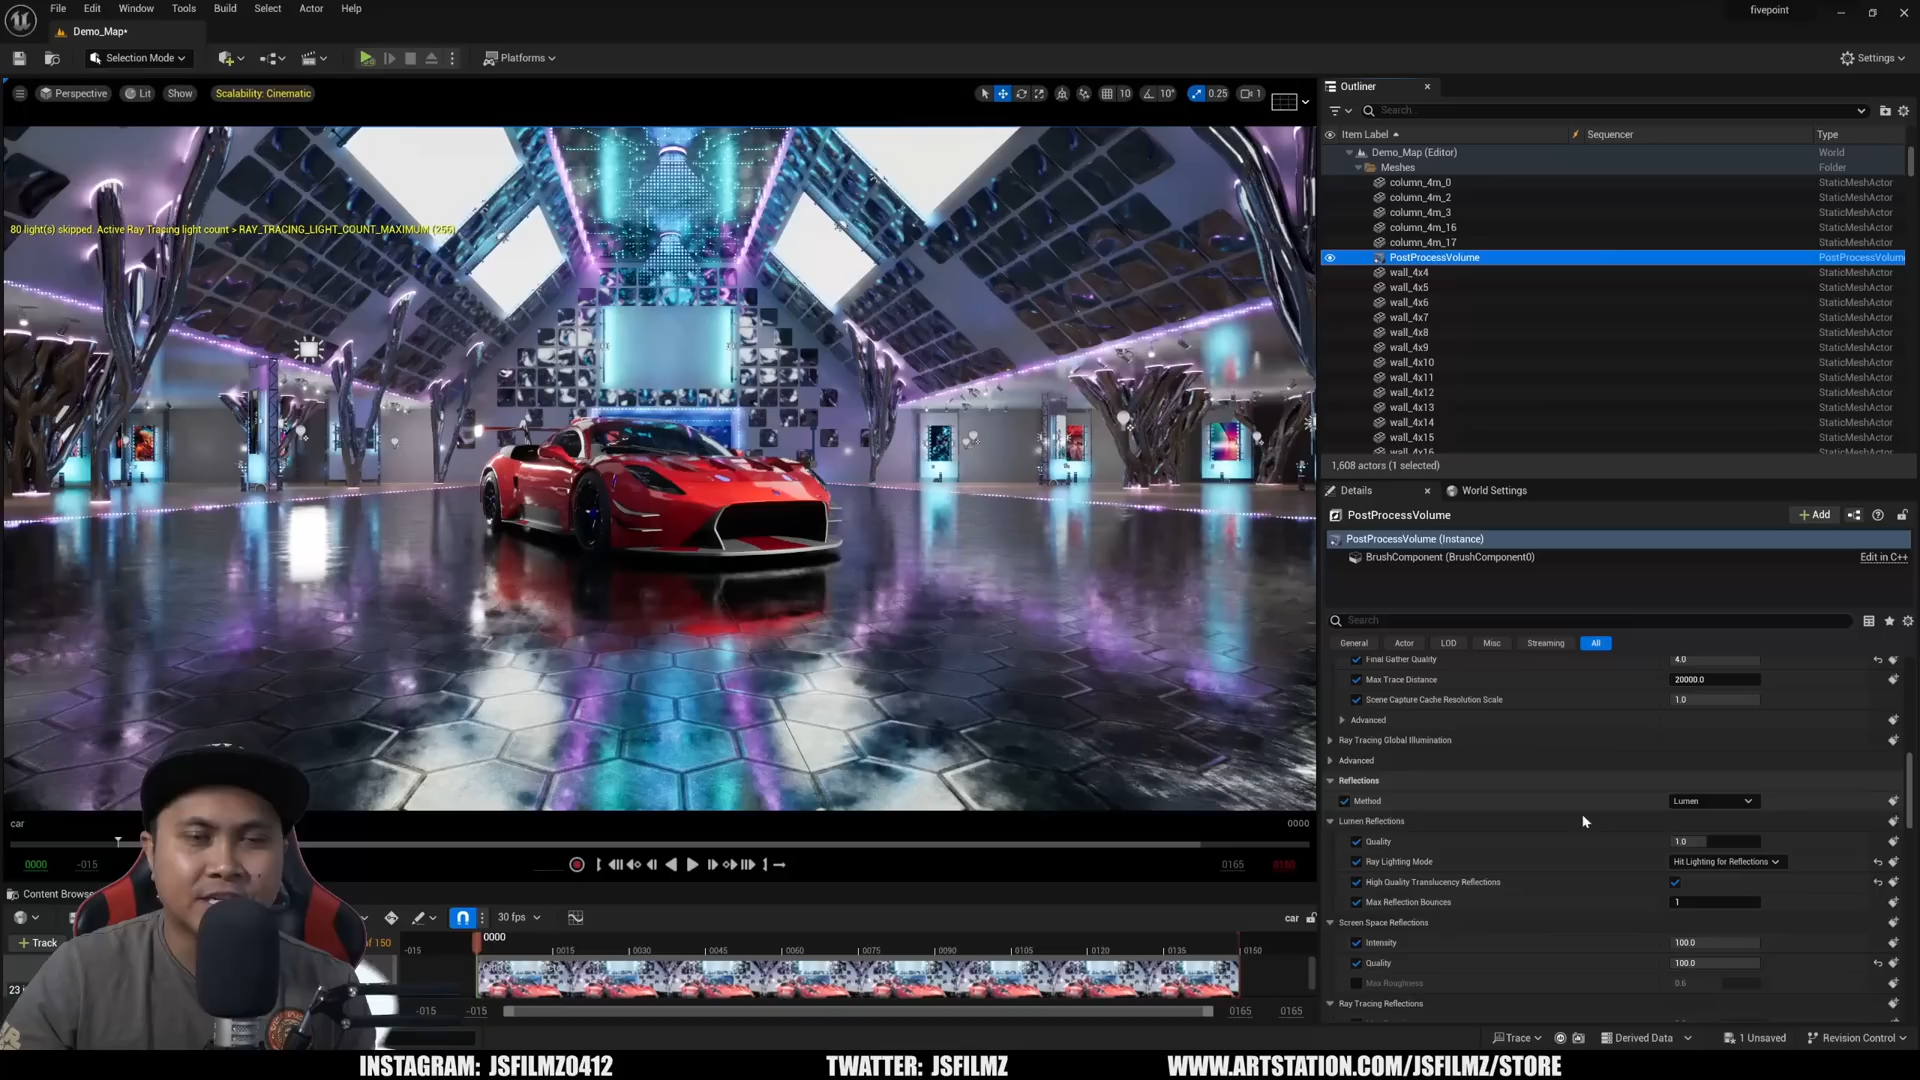 File Edit Window Tools Build Select Actor Help
fivepoint
Demo_Map*
Selection Mode
Platforms
Settings
Perspective Lit Show Scalability: Cinematic
10 10° 0.25 1
80 light(s) skipped. Active Ray Tracing light count > RAY_TRACING_LIGHT_COUNT_MAXIMUM (256)
Outliner
Search...
Item Label Sequencer Type
Demo_Map (Editor) World
Meshes Folder
column_4m_0 StaticMeshActor
column_4m_2 StaticMeshActor
column_4m_3 StaticMeshActor
column_4m_16 StaticMeshActor
column_4m_17 StaticMeshActor
PostProcessVolume PostProcessVolum
wall_4x4 StaticMeshActor
wall_4x5 StaticMeshActor
wall_4x6 StaticMeshActor
wall_4x7 StaticMeshActor
wall_4x8 StaticMeshActor
wall_4x9 StaticMeshActor
wall_4x10 StaticMeshActor
wall_4x11 StaticMeshActor
wall_4x12 StaticMeshActor
wall_4x13 StaticMeshActor
wall_4x14 StaticMeshActor
wall_4x15 StaticMeshActor
wall_4x16 StaticMeshActor
1,608 actors (1 selected)
Details World Settings
PostProcessVolume
Add
PostProcessVolume (Instance)
BrushComponent (BrushComponent0) Edit in C++
Search
General Actor LOD Misc Streaming All
Final Gather Quality 4.0
Max Trace Distance 20000.0
Scene Capture Cache Resolution Scale 1.0
Advanced
Ray Tracing Global Illumination
Advanced
Reflections
Method Lumen
Lumen Reflections
Quality 1.0
Ray Lighting Mode Hit Lighting for Reflections
High Quality Translucency Reflections
Max Reflection Bounces 1
Screen Space Reflections
Intensity 100.0
Quality 100.0
Max Roughness 0.6
Ray Tracing Reflections
car 0000
0000 -015 0165 0180
Content Browse
30 fps
car
Track
of 150
-015 0000 0015 0030 0045 0060 0075 0090 0105 0120 0135 0150
23 i
-015 -015 0165 0165
Trace Derived Data 1 Unsaved Revision Control
INSTAGRAM: JSFILMZ0412 TWATTER: JSFILMZ WWW.ARTSTATION.COM/JSFILMZ/STORE